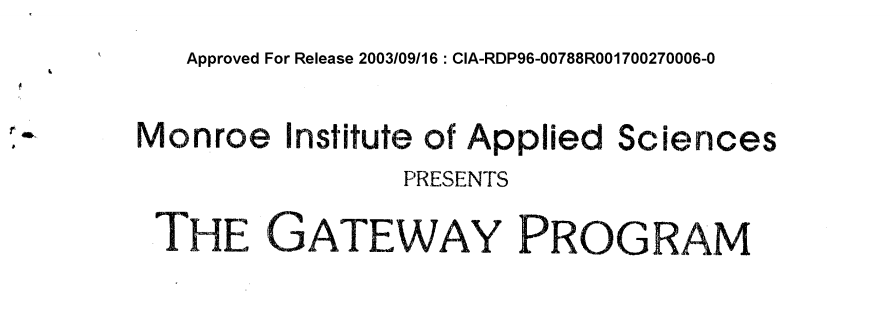 Approved For Release 2003/09/16 : CIA-RDP96-00788R001700270006-0
Monroe Institute of Applied Sciences
PRESENTS
THE GATEWAY PROGRAM